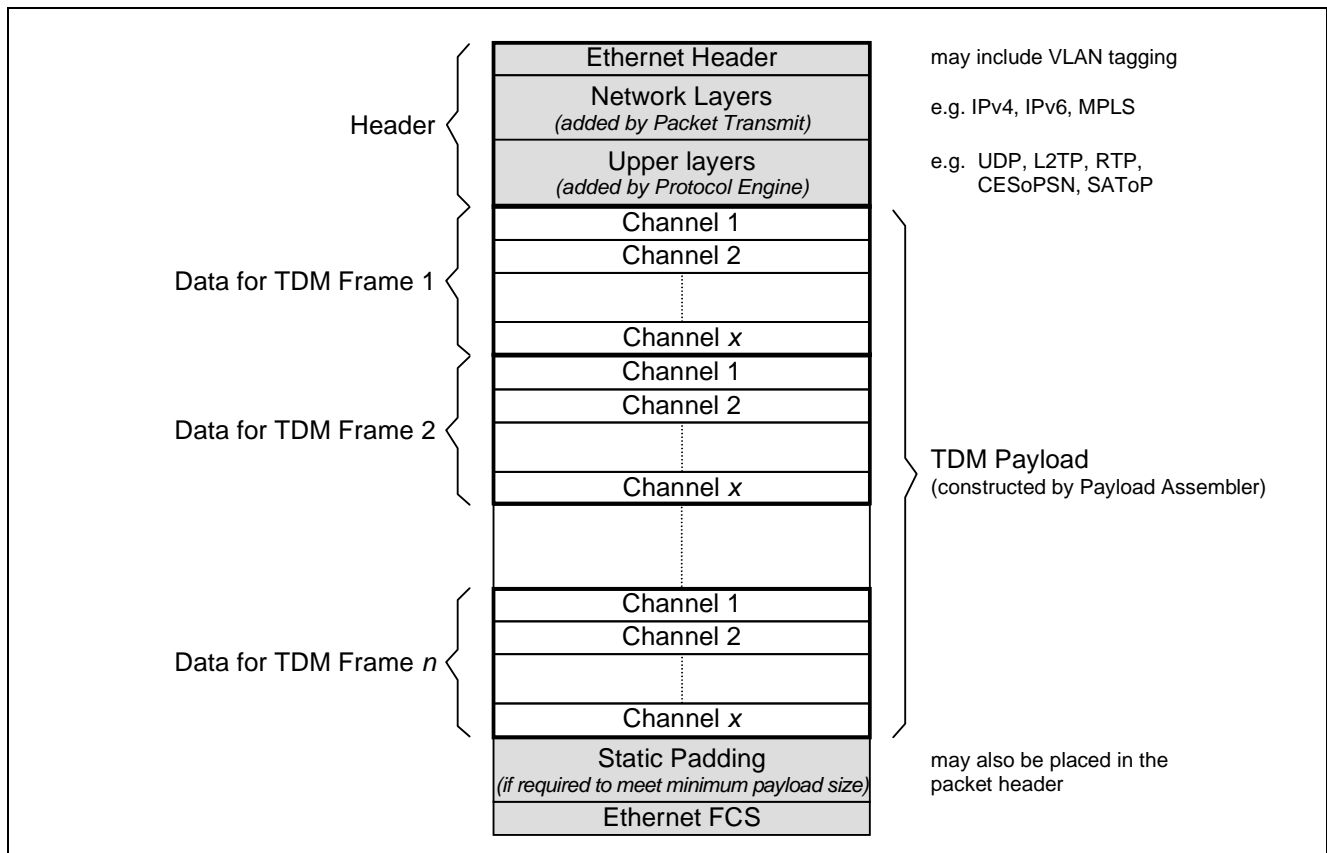 Ethernet Header
may include VLAN tagging
Header
Network Layers
(added by Packet Transmit)
e.g. IPv4, IPv6, MPLS
Upper layers
(added by Protocol Engine)
e.g. UDP, L2TP, RTP,
CESoPSN, SAToP
Data for TDM Frame 1
Channel 1
Channel 2
Channel x
Data for TDM Frame 2
Channel 1
Channel 2
Channel x
TDM Payload
(constructed by Payload Assembler)
Data for TDM Frame n
Channel 1
Channel 2
Channel x
Static Padding
(if required to meet minimum payload size)
may also be placed in the
packet header
Ethernet FCS